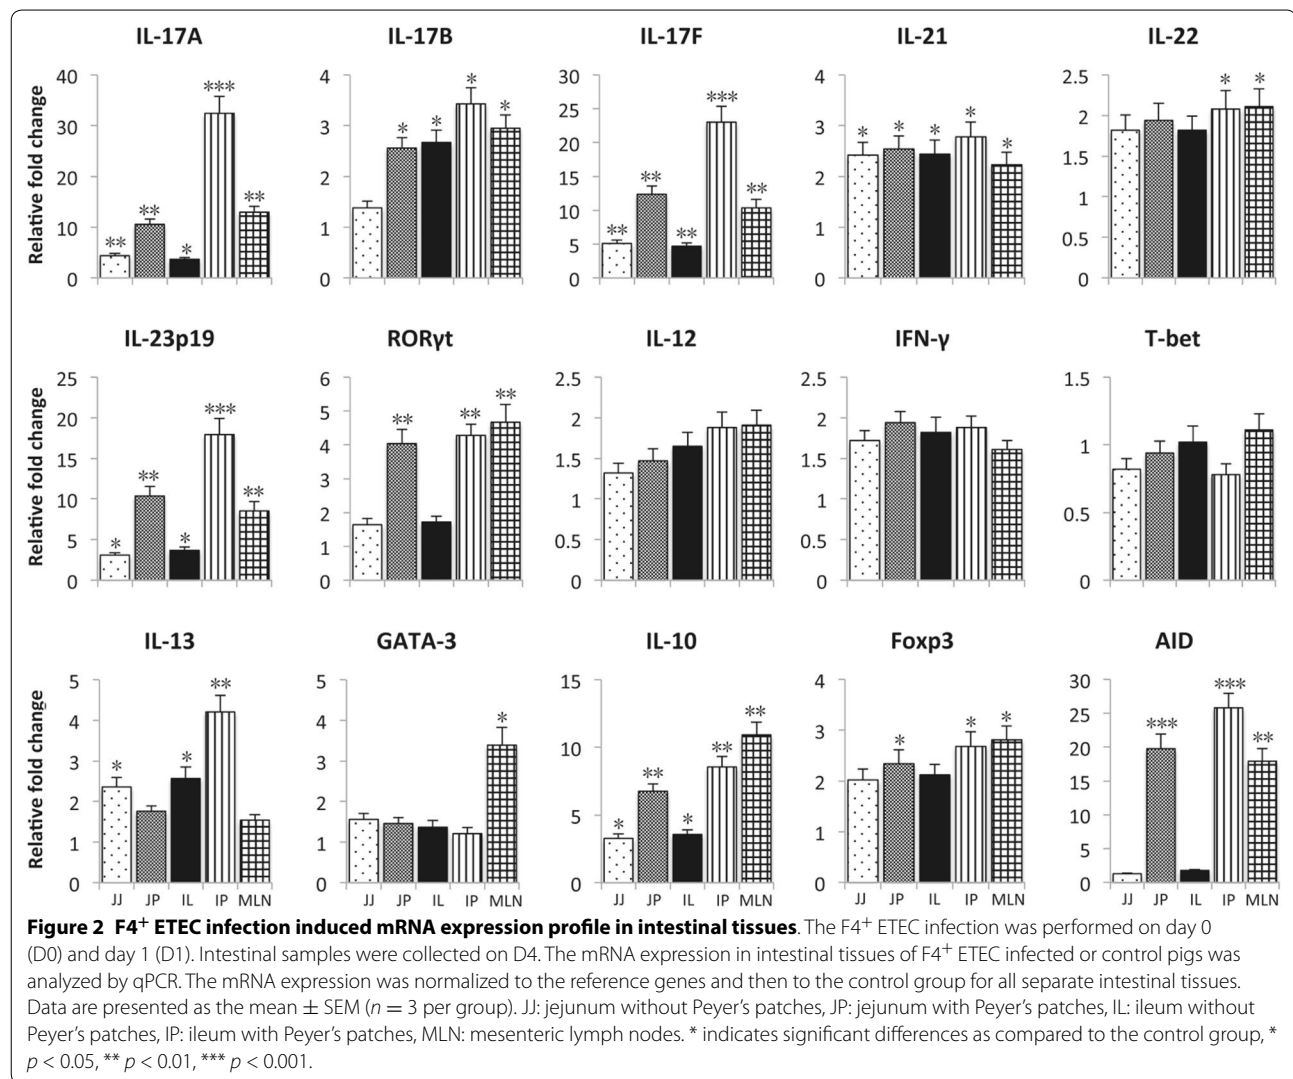 IL-17A IL-17B IL-17F IL-21 IL-22
Relative fold change
40 30 20 10 0
** ** * *** **
4 3 2 1 0
* * * *
30 25 20 15 10 5 0
** ** ** *** **
4 3 2 1 0
* * * * *
2.5 2 1.5 1 0.5 0
* *
IL-23p19 RORγt IL-12 IFN-γ T-bet
Relative fold change
25 20 15 10 5 0
* ** * *** **
6 5 4 3 2 1 0
** ** **
2.5 2 1.5 1 0.5 0
2.5 2 1.5 1 0.5 0
1.5 1 0.5 0
IL-13 GATA-3 IL-10 Foxp3 AID
Relative fold change
5 4 3 2 1 0
* * **
5 4 3 2 1 0
*
15 10 5 0
* ** * ** **
4 3 2 1 0
* * *
30 25 20 15 10 5 0
*** *** **
JJ JP IL IP MLN JJ JP IL IP MLN JJ JP IL IP MLN JJ JP IL IP MLN JJ JP IL IP MLN
Figure 2 F4⁺ ETEC infection induced mRNA expression profile in intestinal tissues. The F4⁺ ETEC infection was performed on day 0
(D0) and day 1 (D1). Intestinal samples were collected on D4. The mRNA expression in intestinal tissues of F4⁺ ETEC infected or control pigs was
analyzed by qPCR. The mRNA expression was normalized to the reference genes and then to the control group for all separate intestinal tissues.
Data are presented as the mean ± SEM (n = 3 per group). JJ: jejunum without Peyer's patches, JP: jejunum with Peyer's patches, IL: ileum without
Peyer's patches, IP: ileum with Peyer's patches, MLN: mesenteric lymph nodes. * indicates significant differences as compared to the control group, *
p < 0.05, ** p < 0.01, *** p < 0.001.